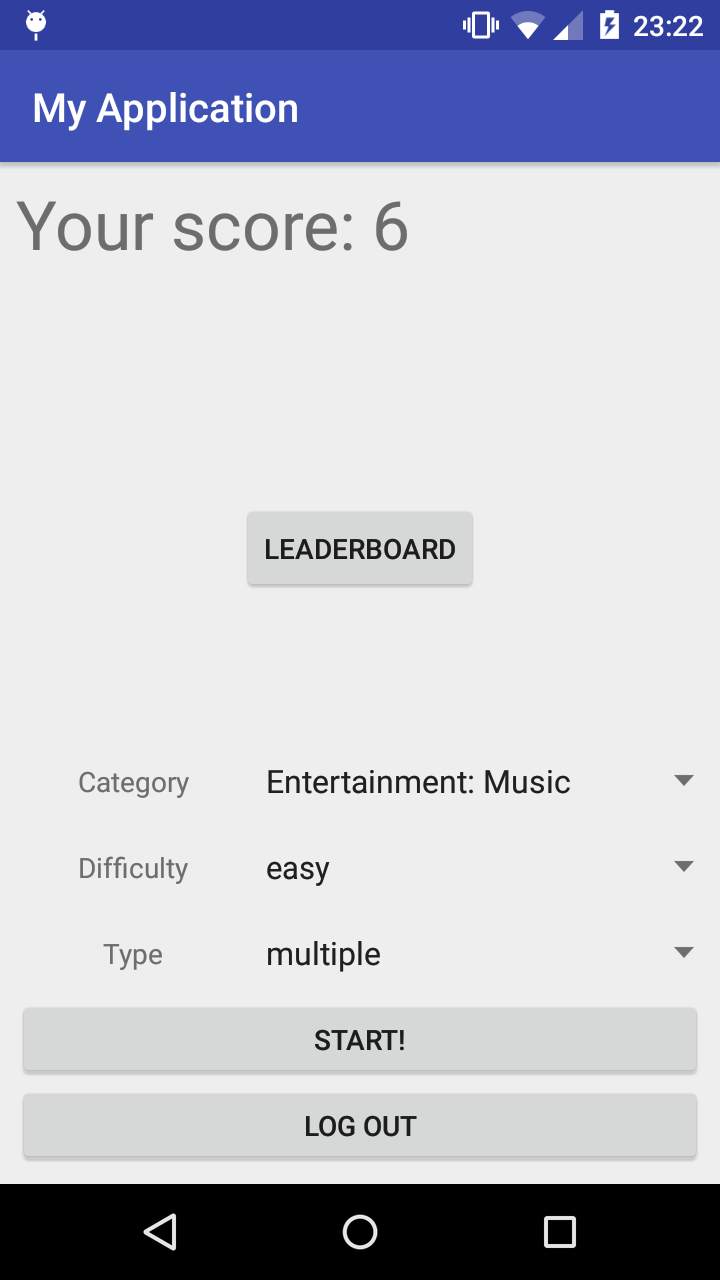 23:22
My Application
Your score: 6
LEADERBOARD
Category Entertainment: Music
Difficulty easy
Type multiple
START!
LOG OUT